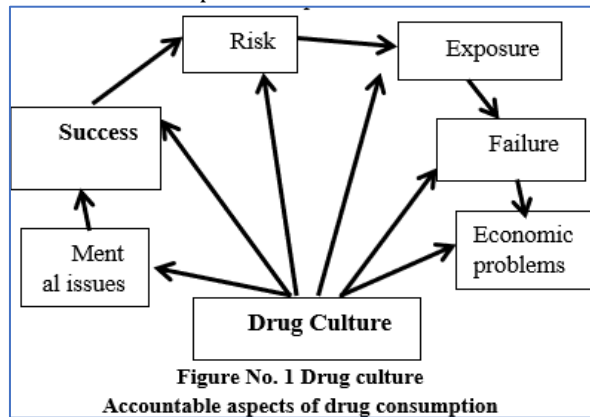 Risk
Exposure
Success
Failure
Ment
al issues
Economic
problems
Drug Culture
Figure No. 1 Drug culture
Accountable aspects of drug consumption